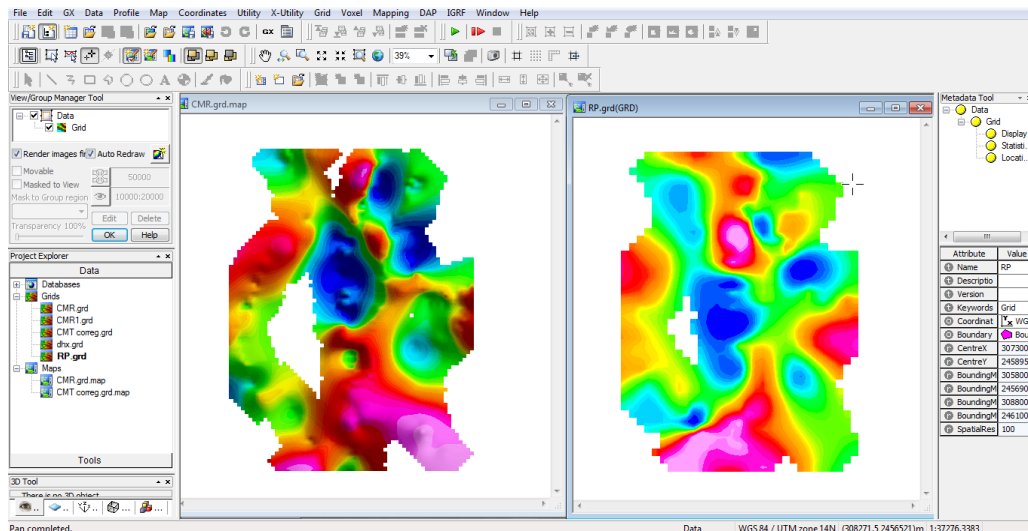 File Edit GX Data Profile Map Coordinates Utility X-Utility Grid Voxel Mapping DAP IGRF Window Help
GX
39%
A
View/Group Manager Tool
Data
Grid
Render images fi
Auto Redraw
Movable
50000
Masked to View
Mask to Group region
10000:20000
Transparency 100%
Edit
Delete
OK
Help
Project Explorer
Data
Databases
Grids
CMR.grd
CMR1.grd
CMT correg.grd
dhx.grd
RP.grd
Maps
CMR.grd.map
CMT correg.grd.map
Tools
3D Tool
There is no 3D object
CMR.grd.map
RP.grd(GRD)
Metadata Tool
Data
Grid
Display
Statisti...
Locati...
Attribute Value
Name RP
Descriptio
Version
Keywords Grid
Coordinat WG
Boundary Bou
CentreX 307300
CentreY 245895
BoundingM 305800
BoundingM 245690
BoundingM 308800
BoundingM 246100
SpatialRes 100
Pan completed.
Data
WGS 84 / UTM zone 14N (308271.5,2456521)m 1:37276.3383